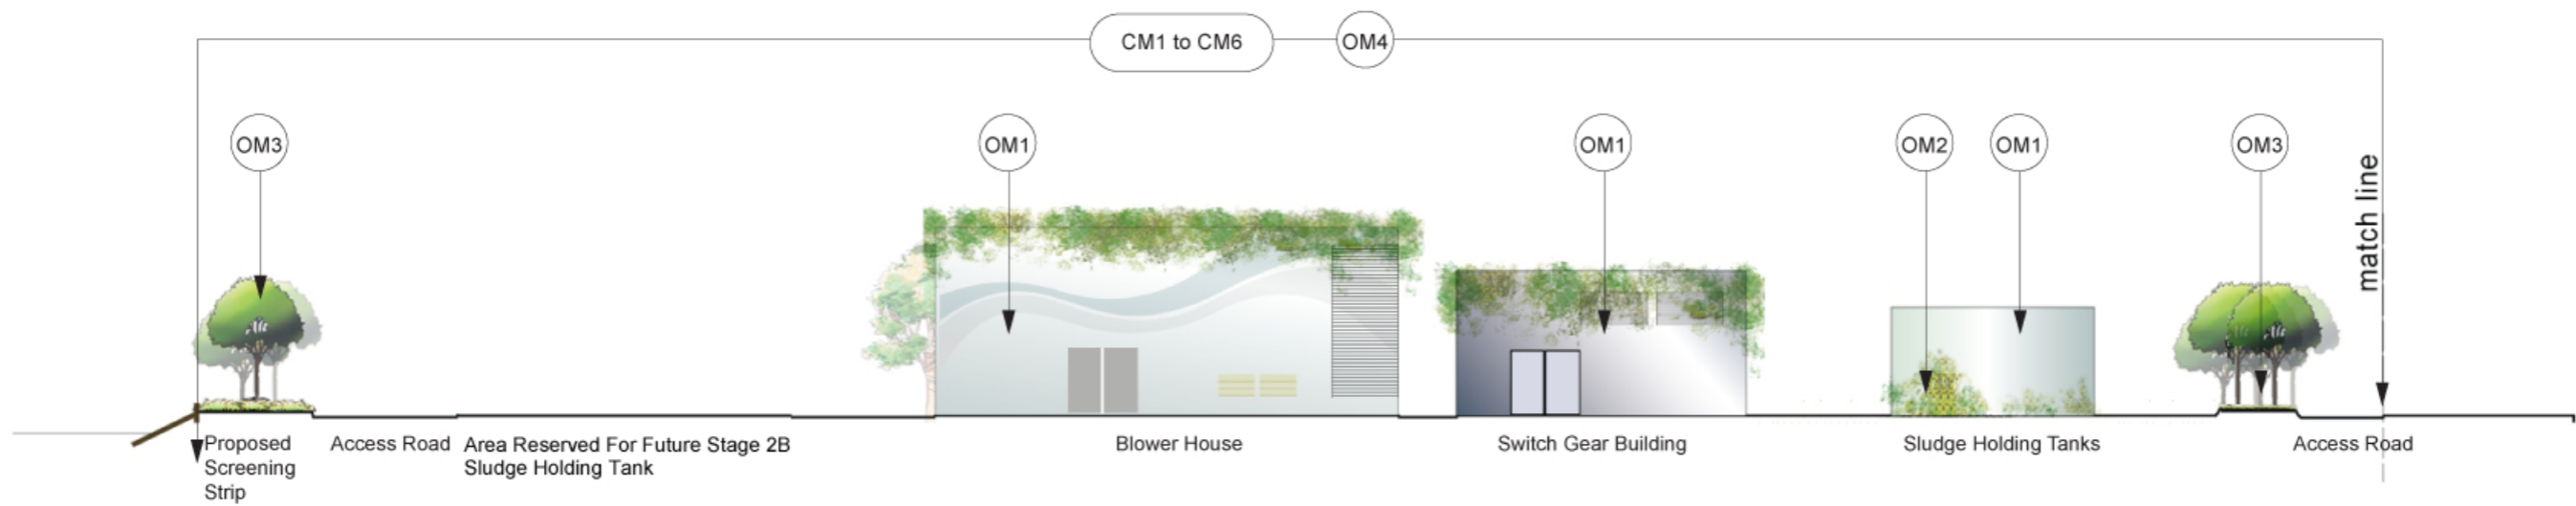 CM1 to CM6
OM4
OM3
OM1
OM1
OM2
OM1
OM3
match line
Proposed
Screening
Strip
Access Road
Area Reserved For Future Stage 2B
Sludge Holding Tank
Blower House
Switch Gear Building
Sludge Holding Tanks
Access Road